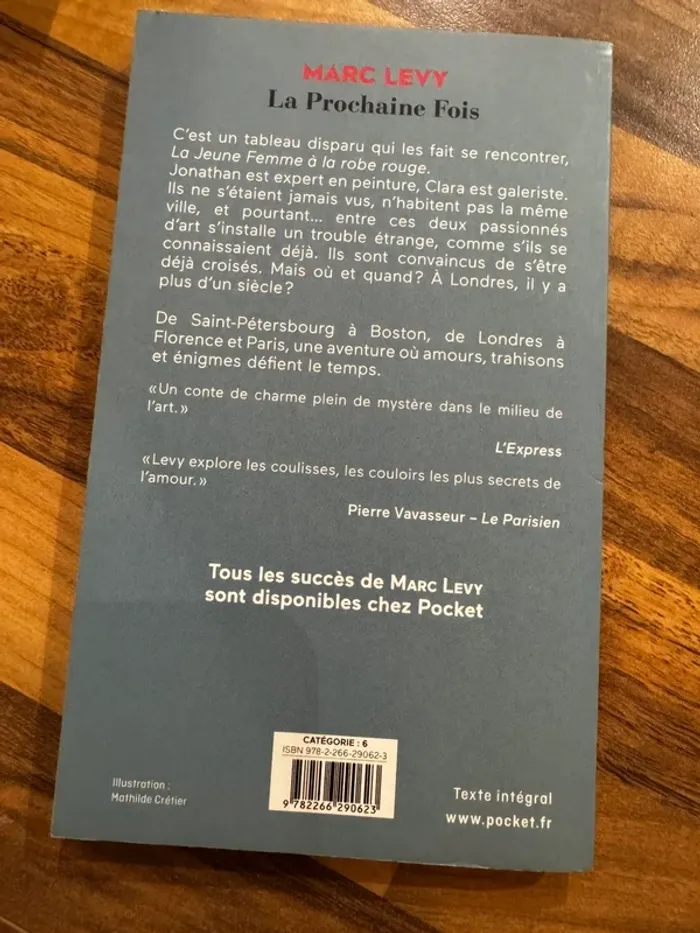 MARC LEVY
La Prochaine Fois
C'est un tableau disparu qui les fait se rencontrer,
La Jeune Femme à la robe rouge.
Jonathan est expert en peinture, Clara est galeriste.
Ils ne s'étaient jamais vus, n'habitent pas la même
ville, et pourtant... entre ces deux passionnés
d'art s'installe un trouble étrange, comme s'ils se
connaissaient déjà. Ils sont convaincus de s'être
déjà croisés. Mais où et quand? À Londres, il y a
plus d'un siècle?
De Saint-Pétersbourg à Boston, de Londres à
Florence et Paris, une aventure où amours, trahisons
et énigmes défient le temps.
«Un conte de charme plein de mystère dans le milieu de
l'art.»
L'Express
«Levy explore les coulisses, les couloirs les plus secrets de
l'amour.»
Pierre Vavasseur – Le Parisien
Tous les succès de MARC LEVY
sont disponibles chez Pocket
CATÉGORIE : 6
ISBN 978-2-266-29062-3
9 782266 290623
Illustration :
Mathilde Crétier
Texte intégral
www.pocket.fr